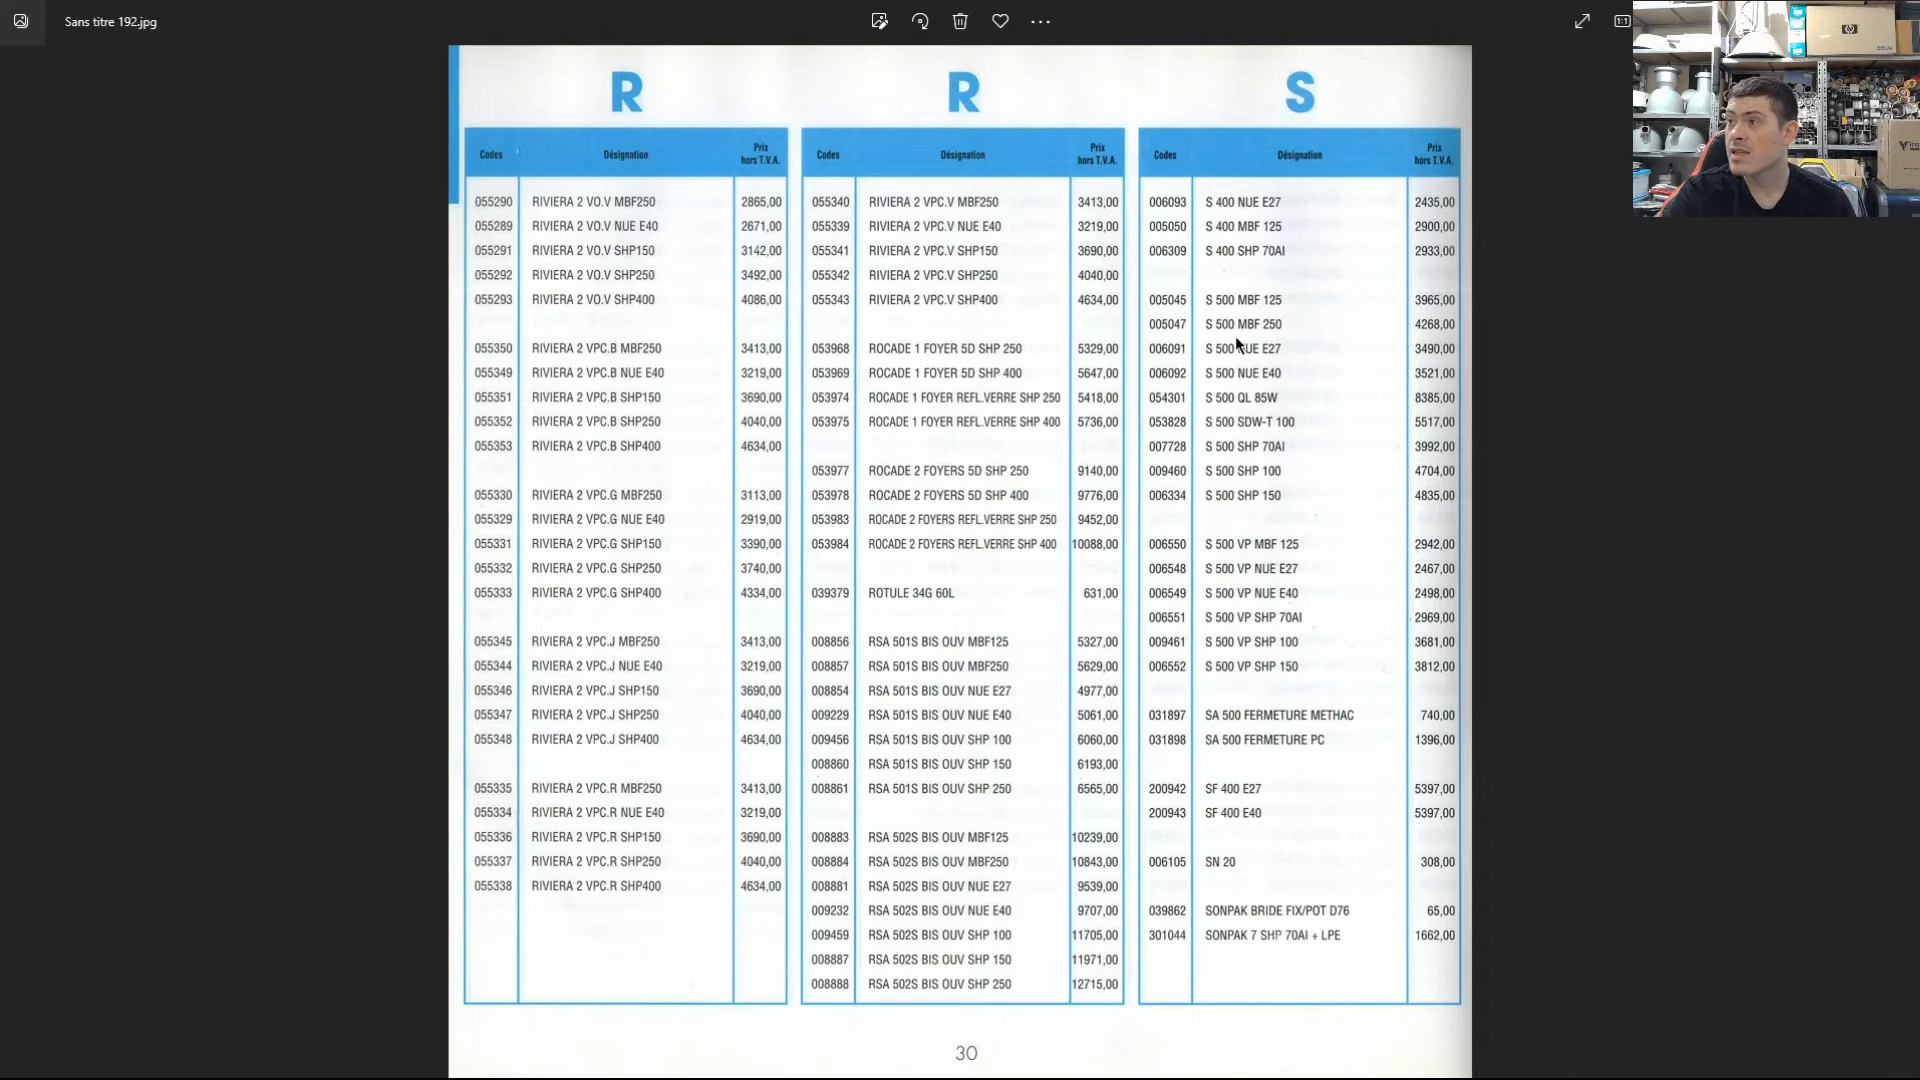 Sans titre 192.jpg
1:1
R
Codes Désignation Prix hors T.V.A.
055290 RIVIERA 2 VO.V MBF250 2865,00
055289 RIVIERA 2 VO.V NUE E40 2671,00
055291 RIVIERA 2 VO.V SHP150 3142,00
055292 RIVIERA 2 VO.V SHP250 3492,00
055293 RIVIERA 2 VO.V SHP400 4086,00
055350 RIVIERA 2 VPC.B MBF250 3413,00
055349 RIVIERA 2 VPC.B NUE E40 3219,00
055351 RIVIERA 2 VPC.B SHP150 3690,00
055352 RIVIERA 2 VPC.B SHP250 4040,00
055353 RIVIERA 2 VPC.B SHP400 4634,00
055330 RIVIERA 2 VPC.G MBF250 3113,00
055329 RIVIERA 2 VPC.G NUE E40 2919,00
055331 RIVIERA 2 VPC.G SHP150 3390,00
055332 RIVIERA 2 VPC.G SHP250 3740,00
055333 RIVIERA 2 VPC.G SHP400 4334,00
055345 RIVIERA 2 VPC.J MBF250 3413,00
055344 RIVIERA 2 VPC.J NUE E40 3219,00
055346 RIVIERA 2 VPC.J SHP150 3690,00
055347 RIVIERA 2 VPC.J SHP250 4040,00
055348 RIVIERA 2 VPC.J SHP400 4634,00
055335 RIVIERA 2 VPC.R MBF250 3413,00
055334 RIVIERA 2 VPC.R NUE E40 3219,00
055336 RIVIERA 2 VPC.R SHP150 3690,00
055337 RIVIERA 2 VPC.R SHP250 4040,00
055338 RIVIERA 2 VPC.R SHP400 4634,00
R
Codes Désignation Prix hors T.V.A.
055340 RIVIERA 2 VPC.V MBF250 3413,00
055339 RIVIERA 2 VPC.V NUE E40 3219,00
055341 RIVIERA 2 VPC.V SHP150 3690,00
055342 RIVIERA 2 VPC.V SHP250 4040,00
055343 RIVIERA 2 VPC.V SHP400 4634,00
053968 ROCADE 1 FOYER 5D SHP 250 5329,00
053969 ROCADE 1 FOYER 5D SHP 400 5647,00
053974 ROCADE 1 FOYER REFL.VERRE SHP 250 5418,00
053975 ROCADE 1 FOYER REFL.VERRE SHP 400 5736,00
053977 ROCADE 2 FOYERS 5D SHP 250 9140,00
053978 ROCADE 2 FOYERS 5D SHP 400 9776,00
053983 ROCADE 2 FOYERS REFL.VERRE SHP 250 9452,00
053984 ROCADE 2 FOYERS REFL.VERRE SHP 400 10088,00
039379 ROTULE 34G 60L 631,00
008856 RSA 501S BIS OUV MBF125 5327,00
008857 RSA 501S BIS OUV MBF250 5629,00
008854 RSA 501S BIS OUV NUE E27 4977,00
009229 RSA 501S BIS OUV NUE E40 5061,00
009456 RSA 501S BIS OUV SHP 100 6060,00
008860 RSA 501S BIS OUV SHP 150 6193,00
008861 RSA 501S BIS OUV SHP 250 6565,00
008883 RSA 502S BIS OUV MBF125 10239,00
008884 RSA 502S BIS OUV MBF250 10843,00
008881 RSA 502S BIS OUV NUE E27 9539,00
009232 RSA 502S BIS OUV NUE E40 9707,00
009459 RSA 502S BIS OUV SHP 100 11705,00
008887 RSA 502S BIS OUV SHP 150 11971,00
008888 RSA 502S BIS OUV SHP 250 12715,00
S
Codes Désignation Prix hors T.V.A.
006093 S 400 NUE E27 2435,00
005050 S 400 MBF 125 2900,00
006309 S 400 SHP 70AI 2933,00
005045 S 500 MBF 125 3965,00
005047 S 500 MBF 250 4268,00
006091 S 500 NUE E27 3490,00
006092 S 500 NUE E40 3521,00
054301 S 500 QL 85W 8385,00
053828 S 500 SDW-T 100 5517,00
007728 S 500 SHP 70AI 3992,00
009460 S 500 SHP 100 4704,00
006334 S 500 SHP 150 4835,00
006550 S 500 VP MBF 125 2942,00
006548 S 500 VP NUE E27 2467,00
006549 S 500 VP NUE E40 2498,00
006551 S 500 VP SHP 70AI 2969,00
009461 S 500 VP SHP 100 3681,00
006552 S 500 VP SHP 150 3812,00
031897 SA 500 FERMETURE METHAC 740,00
031898 SA 500 FERMETURE PC 1396,00
200942 SF 400 E27 5397,00
200943 SF 400 E40 5397,00
006105 SN 20 308,00
039862 SONPAK BRIDE FIX/POT D76 65,00
301044 SONPAK 7 SHP 70AI + LPE 1662,00
30
hp